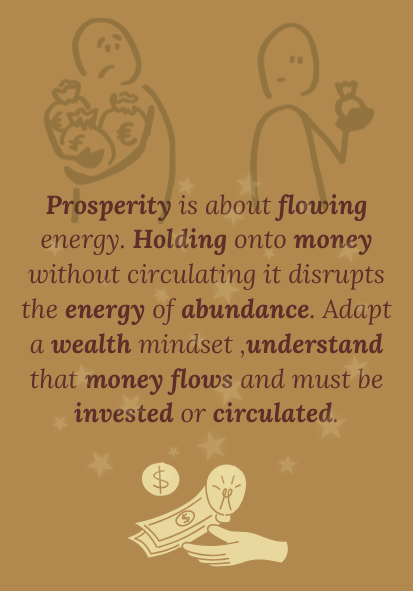 Prosperity is about flowing
energy. Holding onto money
without circulating it disrupts
the energy of abundance. Adapt
a wealth mindset ,understand
that money flows and must be
invested or circulated.